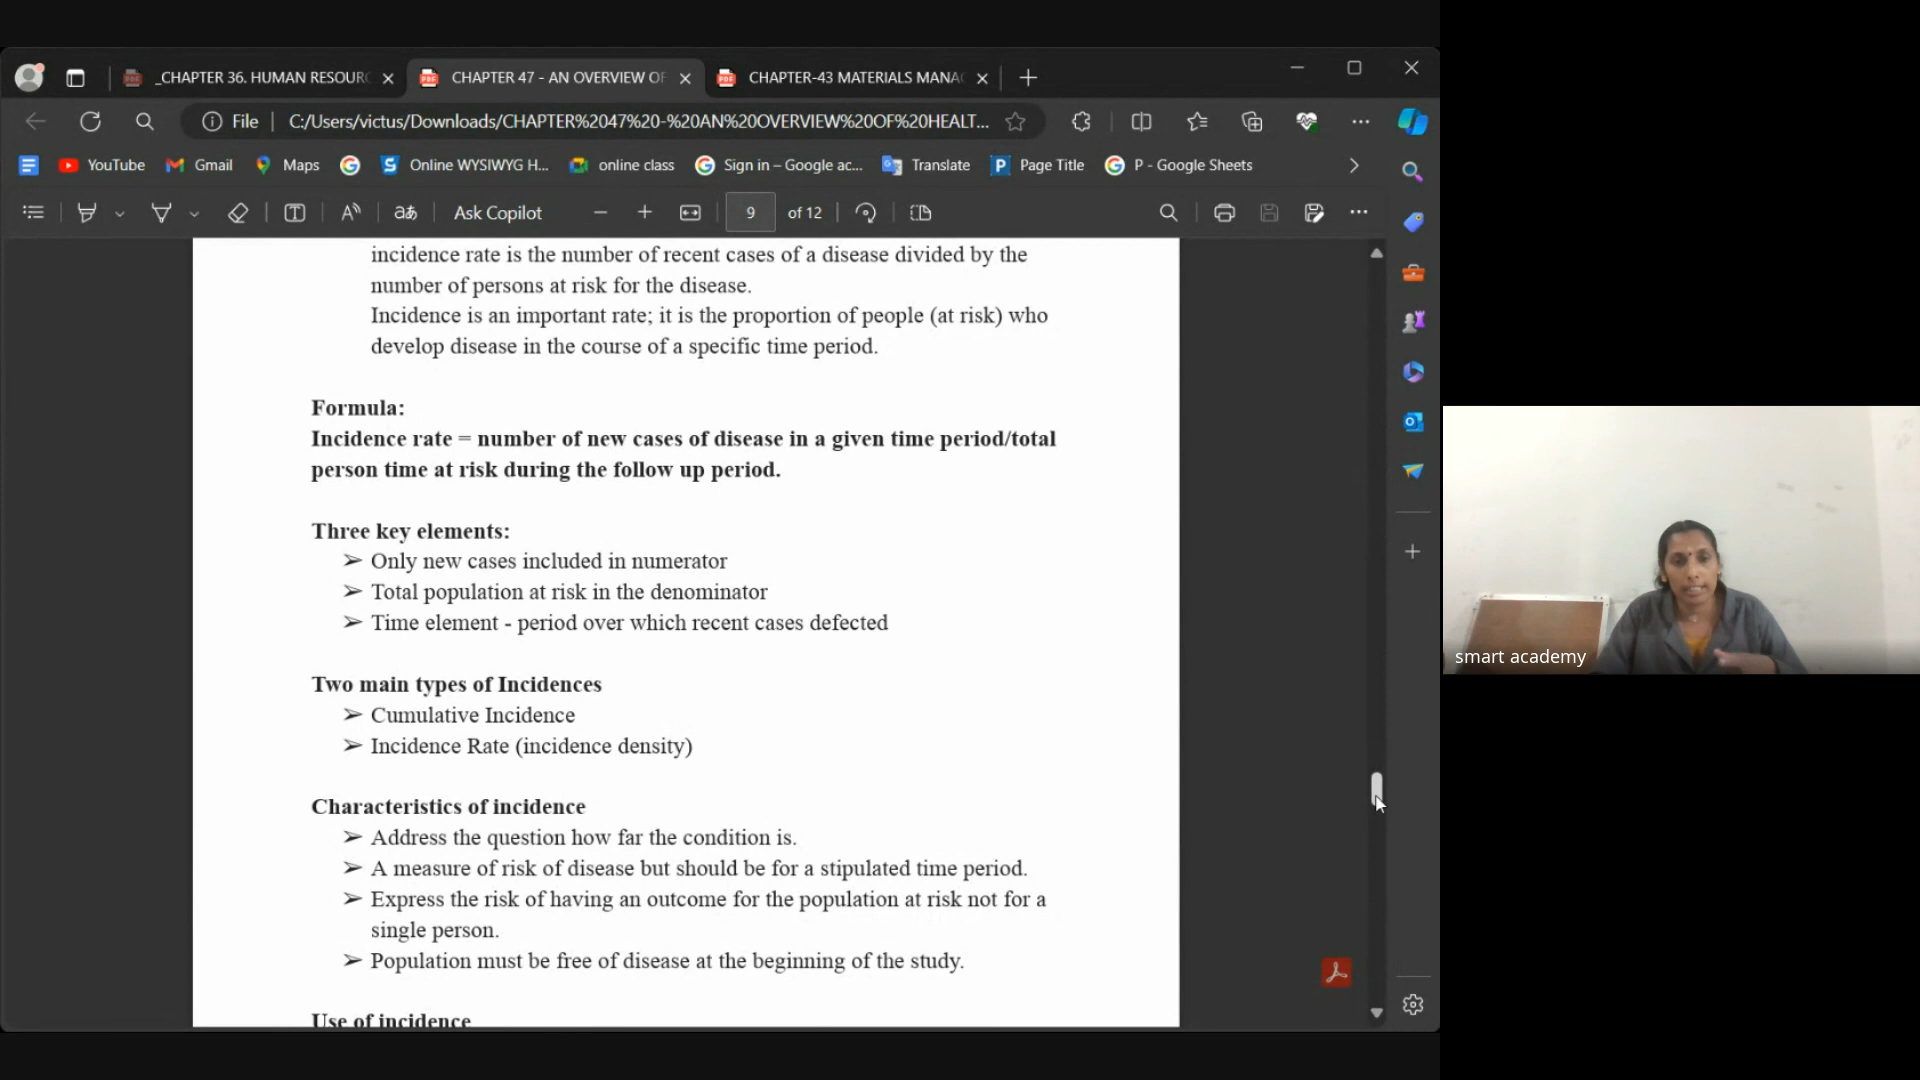 _CHAPTER 36. HUMAN RESOUR
CHAPTER 47 - AN OVERVIEW OF
CHAPTER-43 MATERIALS MANA
File
C:/Users/victus/Downloads/CHAPTER%2047%20-%20AN%20OVERVIEW%20OF%20HEALT...
YouTube
Gmail
Maps
Online WYSIWYG H...
online class
Sign in – Google ac...
Translate
Page Title
P - Google Sheets
Ask Copilot
9
of 12
incidence rate is the number of recent cases of a disease divided by the
number of persons at risk for the disease.
Incidence is an important rate; it is the proportion of people (at risk) who
develop disease in the course of a specific time period.
Formula:
Incidence rate = number of new cases of disease in a given time period/total
person time at risk during the follow up period.
Three key elements:
➢ Only new cases included in numerator
➢ Total population at risk in the denominator
➢ Time element - period over which recent cases defected
Two main types of Incidences
➢ Cumulative Incidence
➢ Incidence Rate (incidence density)
Characteristics of incidence
➢ Address the question how far the condition is.
➢ A measure of risk of disease but should be for a stipulated time period.
➢ Express the risk of having an outcome for the population at risk not for a
single person.
➢ Population must be free of disease at the beginning of the study.
Use of incidence
smart academy